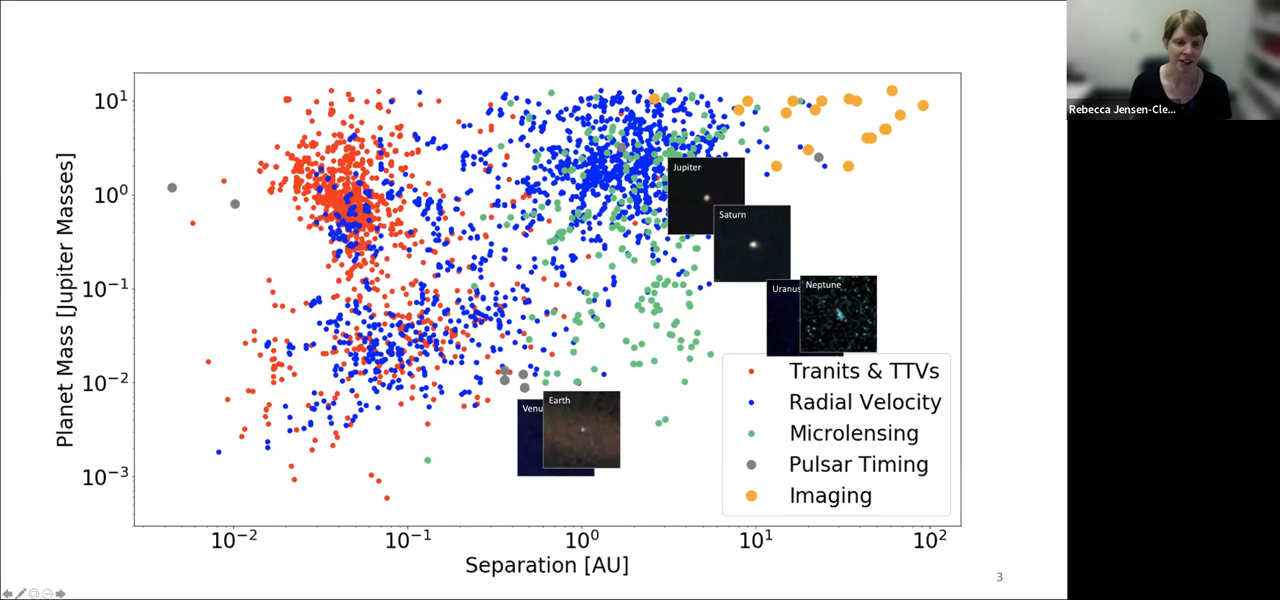 Rebecca Jensen-Cle...
Planet Mass [Jupiter Masses]
10¹
10⁰
10⁻¹
10⁻²
10⁻³
Jupiter
Saturn
Uranus
Neptune
Venu
Earth
Tranits & TTVs
Radial Velocity
Microlensing
Pulsar Timing
Imaging
10⁻²
10⁻¹
10⁰
10¹
10²
Separation [AU]
3